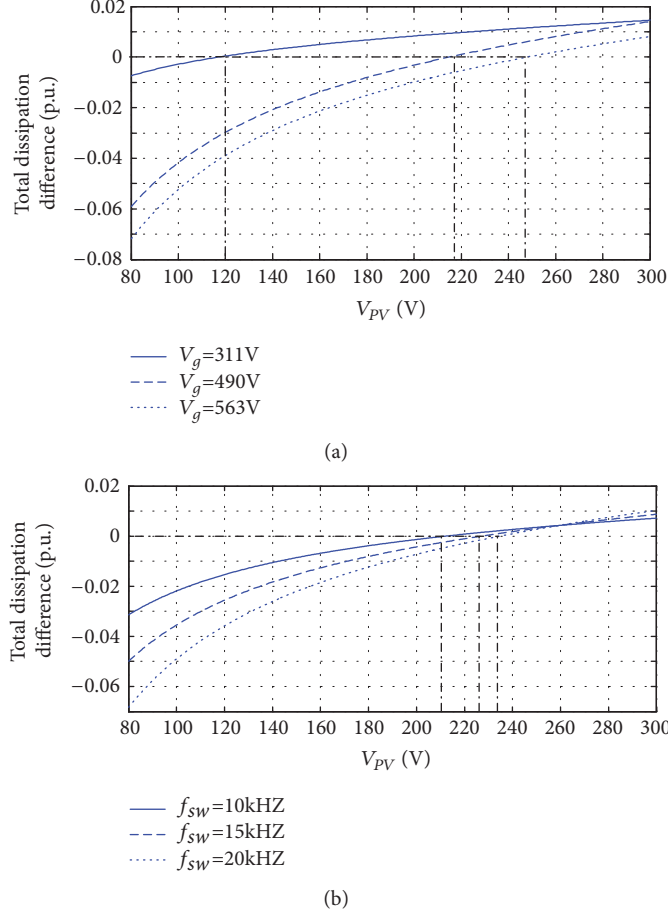 0.02
0
−0.02
−0.04
−0.06
−0.08
Total dissipation
difference (p.u.)
80 100 120 140 160 180 200 220 240 260 280 300
V_PV (V)
V_g=311V
V_g=490V
V_g=563V
(a)
0.02
0
−0.02
−0.04
−0.06
Total dissipation
difference (p.u.)
80 100 120 140 160 180 200 220 240 260 280 300
V_PV (V)
f_sw=10kHZ
f_sw=15kHZ
f_sw=20kHZ
(b)